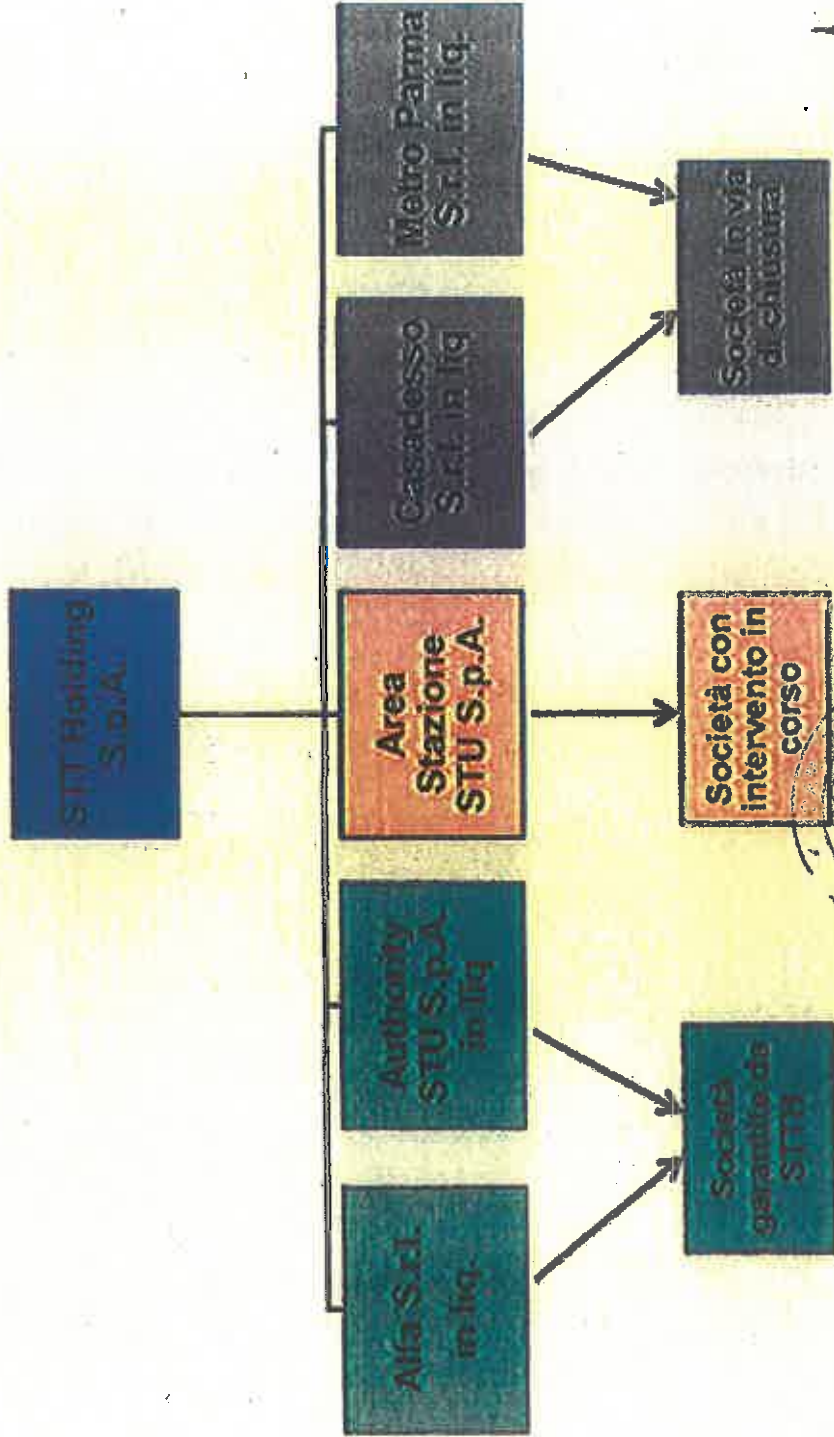 STT Holding
S.p.A.
Alfa S.r.l.
in liq.
Authority
STU S.p.A.
in liq
Area
Stazione
STU S.p.A.
Casadesso
S.r.l. in liq
Metro Parma
S.r.l. in liq.
Società
garantite da
STTH
Società con
intervento in
corso
Società in via
di chiusura